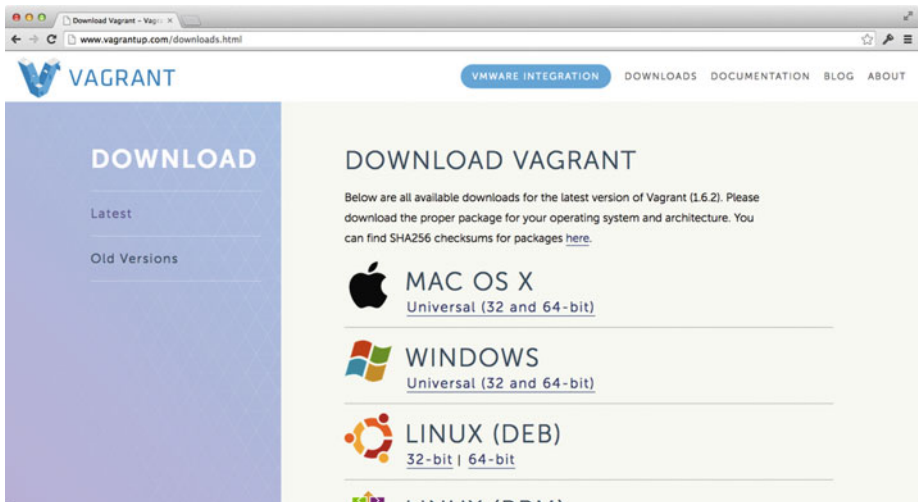 Download Vagrant – Vag
www.vagrantup.com/downloads.html
VAGRANT
VMWARE INTEGRATION DOWNLOADS DOCUMENTATION BLOG ABOUT
DOWNLOAD
Latest
Old Versions
DOWNLOAD VAGRANT
Below are all available downloads for the latest version of Vagrant (1.6.2). Please
download the proper package for your operating system and architecture. You
can find SHA256 checksums for packages here.
MAC OS X
Universal (32 and 64-bit)
WINDOWS
Universal (32 and 64-bit)
LINUX (DEB)
32-bit | 64-bit
LINUX (RPM)